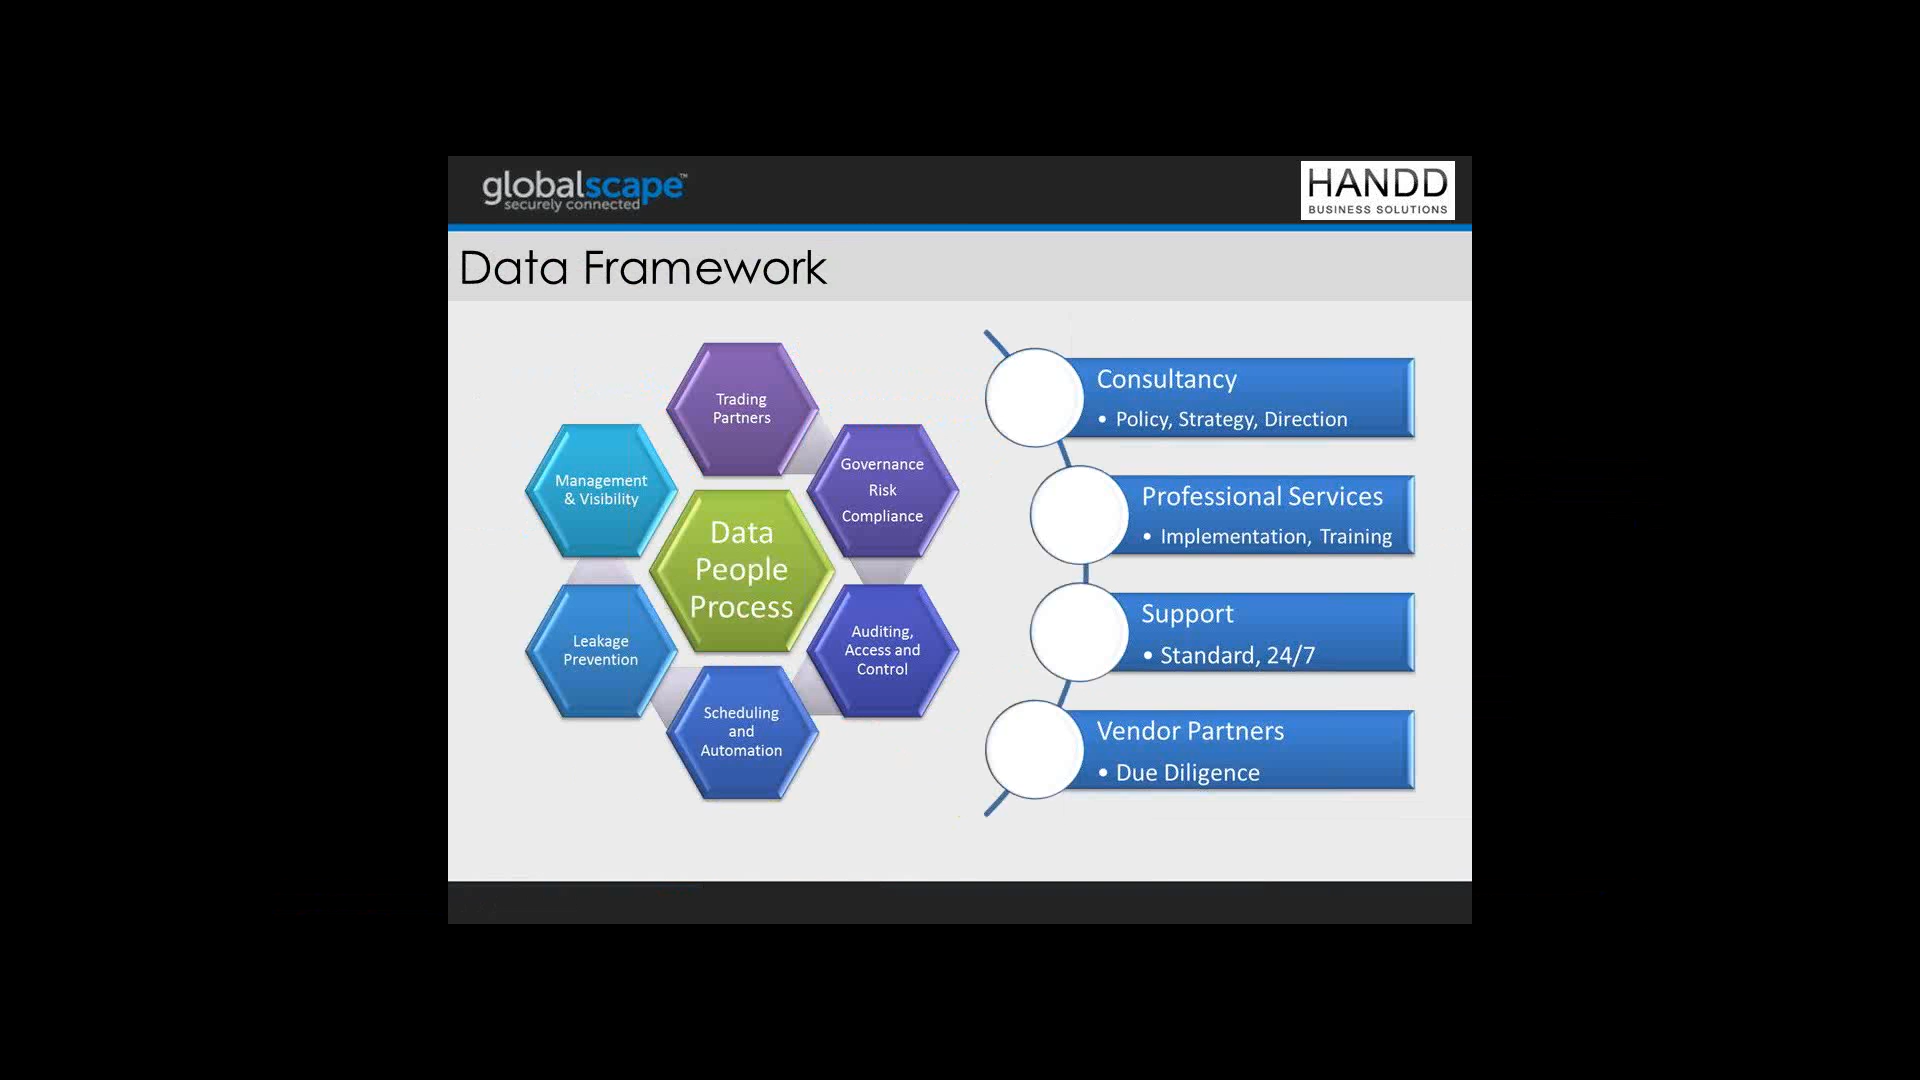 globalscape™
securely connected
HANDD
BUSINESS SOLUTIONS
Data Framework
Trading
Partners
Governance
Risk
Compliance
Auditing,
Access and
Control
Scheduling
and
Automation
Leakage
Prevention
Management
& Visibility
Data
People
Process
Consultancy
• Policy, Strategy, Direction
Professional Services
• Implementation, Training
Support
• Standard, 24/7
Vendor Partners
• Due Diligence